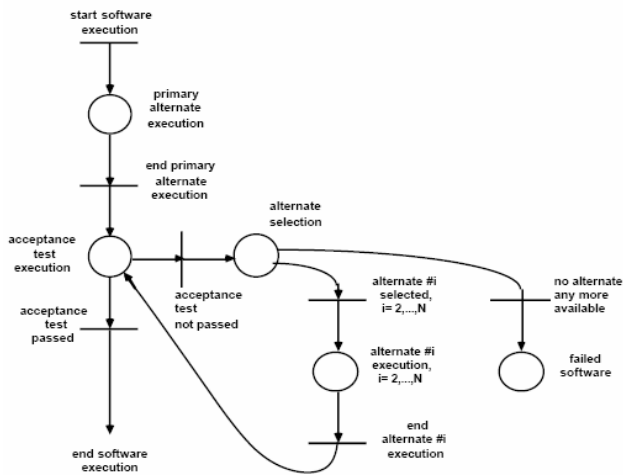 start software
execution
primary
alternate
execution
end primary
alternate
execution
alternate
selection
acceptance
test
execution
acceptance
test
not passed
acceptance
test
passed
alternate #i
selected,
i= 2,...,N
no alternate
any more
available
alternate #i
execution,
i= 2,...,N
failed
software
end
alternate #i
execution
end software
execution